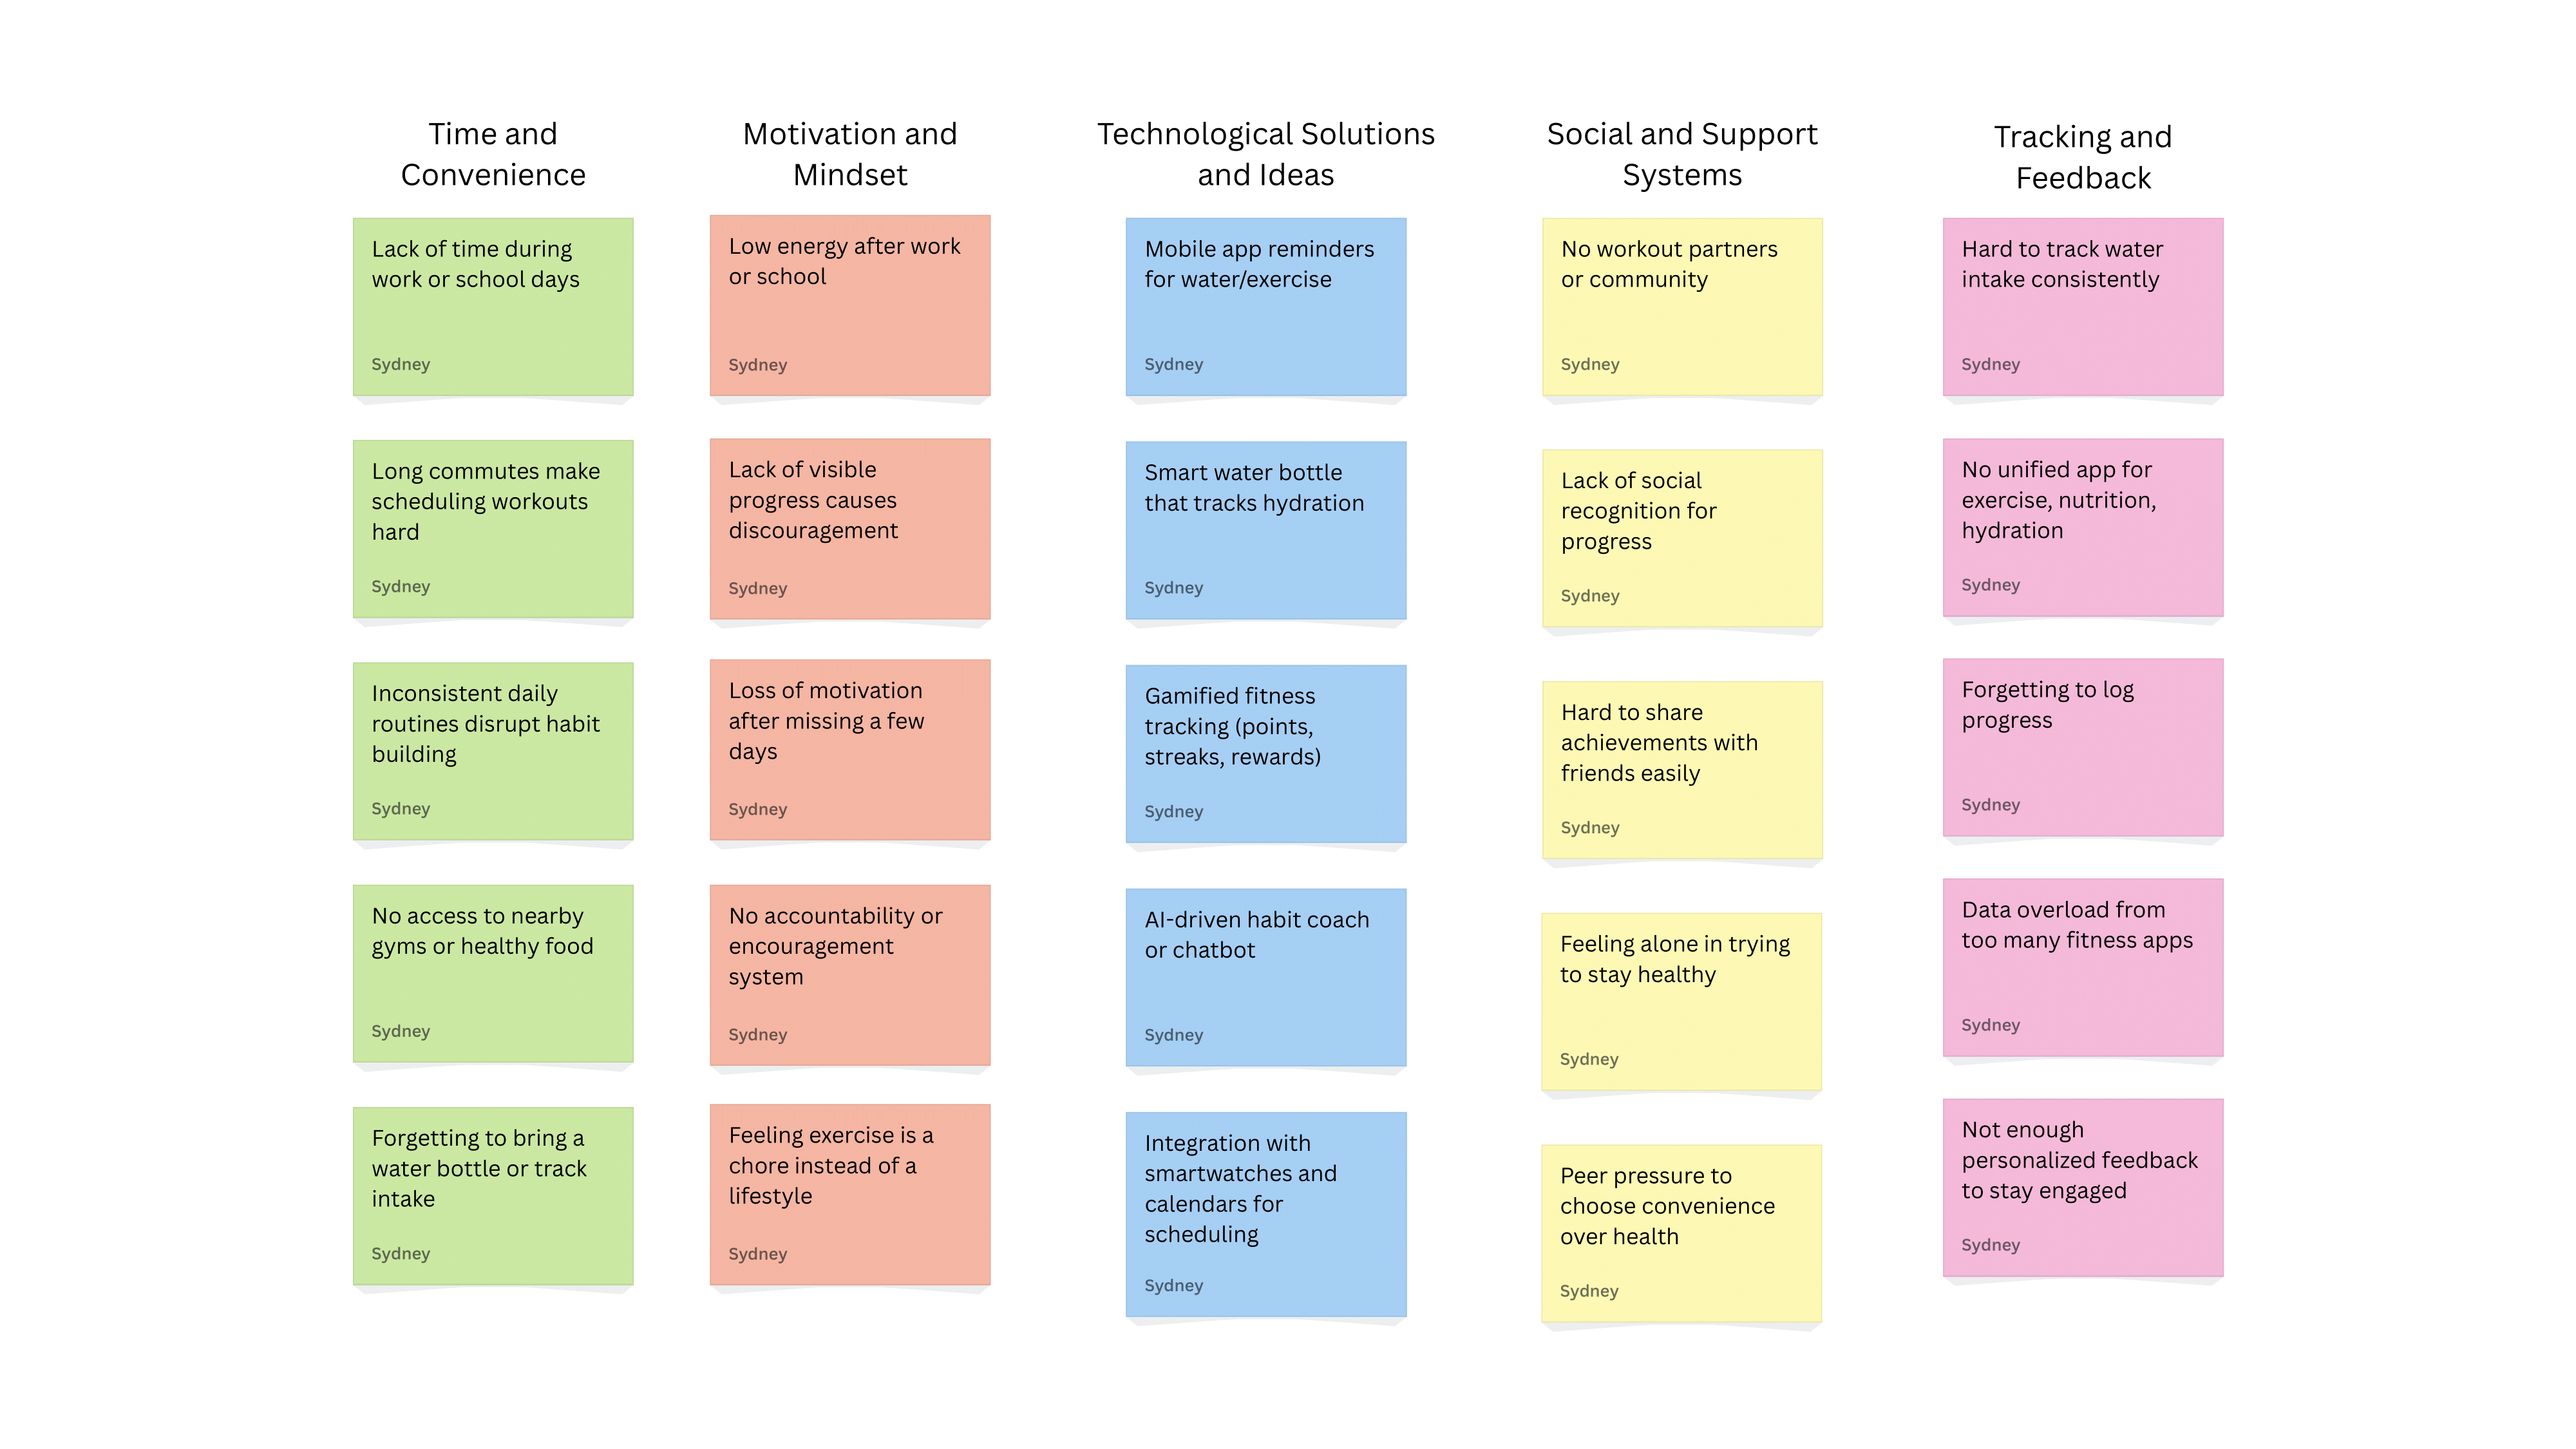 Time and
Convenience
Lack of time during
work or school days
Sydney
Long commutes make
scheduling workouts
hard
Sydney
Inconsistent daily
routines disrupt habit
building
Sydney
No access to nearby
gyms or healthy food
Sydney
Forgetting to bring a
water bottle or track
intake
Sydney
Motivation and
Mindset
Low energy after work
or school
Sydney
Lack of visible
progress causes
discouragement
Sydney
Loss of motivation
after missing a few
days
Sydney
No accountability or
encouragement
system
Sydney
Feeling exercise is a
chore instead of a
lifestyle
Sydney
Technological Solutions
and Ideas
Mobile app reminders
for water/exercise
Sydney
Smart water bottle
that tracks hydration
Sydney
Gamified fitness
tracking (points,
streaks, rewards)
Sydney
AI-driven habit coach
or chatbot
Sydney
Integration with
smartwatches and
calendars for
scheduling
Sydney
Social and Support
Systems
No workout partners
or community
Sydney
Lack of social
recognition for
progress
Sydney
Hard to share
achievements with
friends easily
Sydney
Feeling alone in trying
to stay healthy
Sydney
Peer pressure to
choose convenience
over health
Sydney
Tracking and
Feedback
Hard to track water
intake consistently
Sydney
No unified app for
exercise, nutrition,
hydration
Sydney
Forgetting to log
progress
Sydney
Data overload from
too many fitness apps
Sydney
Not enough
personalized feedback
to stay engaged
Sydney